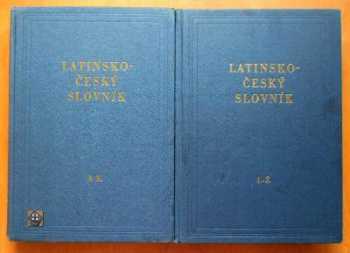 LATINSKO-
ČESKÝ
SLOVNÍK
LATINSKO-
ČESKÝ
SLOVNÍK
L-Ž